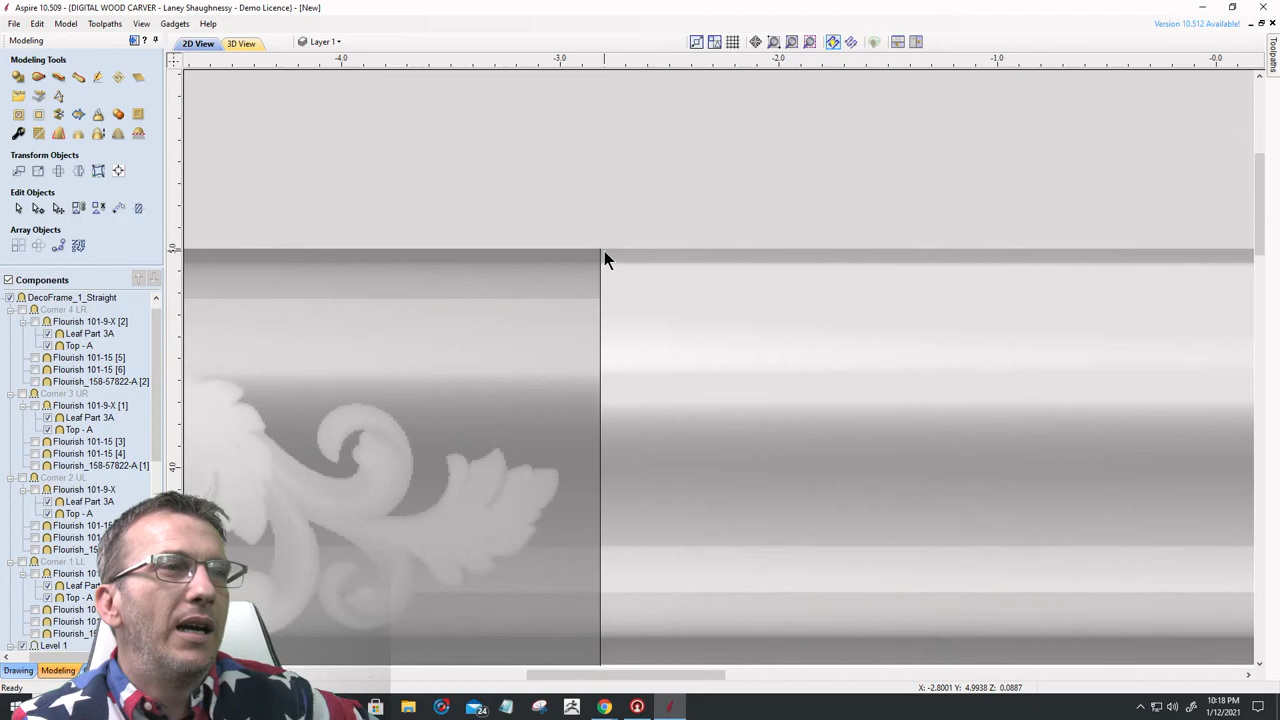 Aspire 10.509 - {DIGITAL WOOD CARVER - Laney Shaughnessy - Demo Licence} - [New]
File Edit Model Toolpaths View Gadgets Help
Version 10.512 Available!
Modeling ?
2D View 3D View Layer 1
Toolpaths
-4.0 -3.0 -2.0 -1.0 -0.0
Modeling Tools
Transform Objects
Edit Objects
Array Objects
5.0
4.0
Components
DecoFrame_1_Straight
Corner 4 LR
Flourish 101-9-X [2]
Leaf Part 3A
Top - A
Flourish 101-15 [5]
Flourish 101-15 [6]
Flourish_158-57822-A [2]
Corner 3 UR
Flourish 101-9-X [1]
Leaf Part 3A
Top - A
Flourish 101-15 [3]
Flourish 101-15 [4]
Flourish_158-57822-A [1]
Corner 2 UL
Flourish 101-9-X
Leaf Part 3A
Top - A
Corner 1 LL
Level 1
Drawing Modeling
Ready
X: -2.8001 Y: 4.9938 Z: 0.0887
24
10:18 PM
1/12/2021